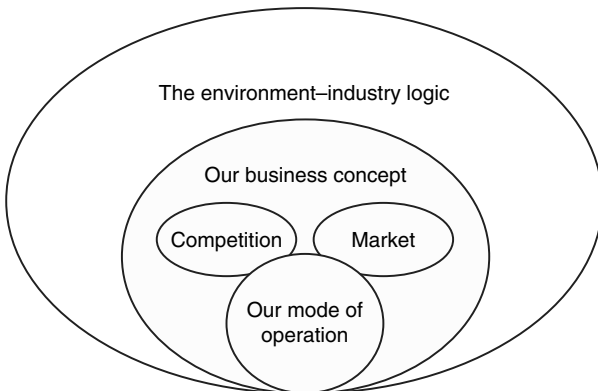 The environment–industry logic
Our business concept
Competition
Market
Our mode of
operation